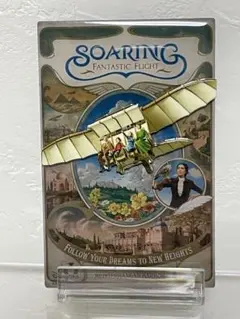 SOARING
FANTASTIC FLIGHT
FOLLOW YOUR DREAMS TO NEW HEIGHTS